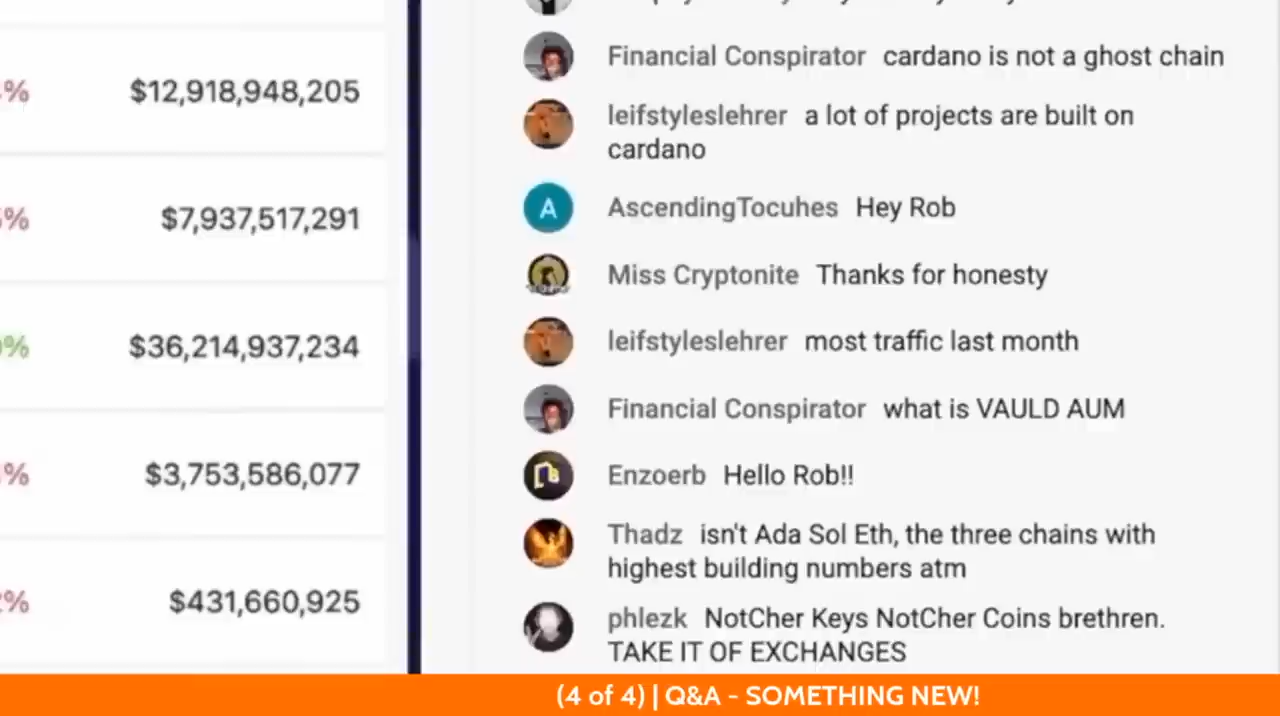 %
$12,918,948,205
5%
$7,937,517,291
0%
$36,214,937,234
%
$3,753,586,077
2%
$431,660,925
Financial Conspirator cardano is not a ghost chain
leifstyleslehrer a lot of projects are built on
cardano
AscendingTocuhes Hey Rob
Miss Cryptonite Thanks for honesty
leifstyleslehrer most traffic last month
Financial Conspirator what is VAULD AUM
Enzoerb Hello Rob!!
Thadz isn't Ada Sol Eth, the three chains with
highest building numbers atm
phlezk NotCher Keys NotCher Coins brethren.
TAKE IT OF EXCHANGES
(4 of 4) | Q&A - SOMETHING NEW!